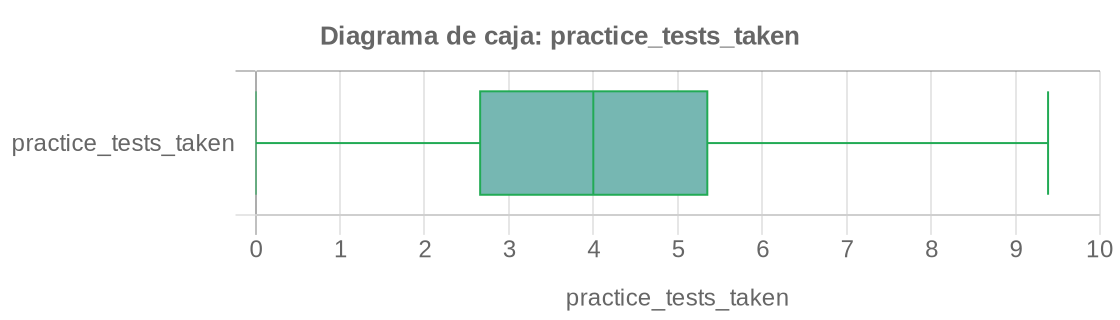 Diagrama de caja: practice_tests_taken
practice_tests_taken
0 1 2 3 4 5 6 7 8 9 10
practice_tests_taken